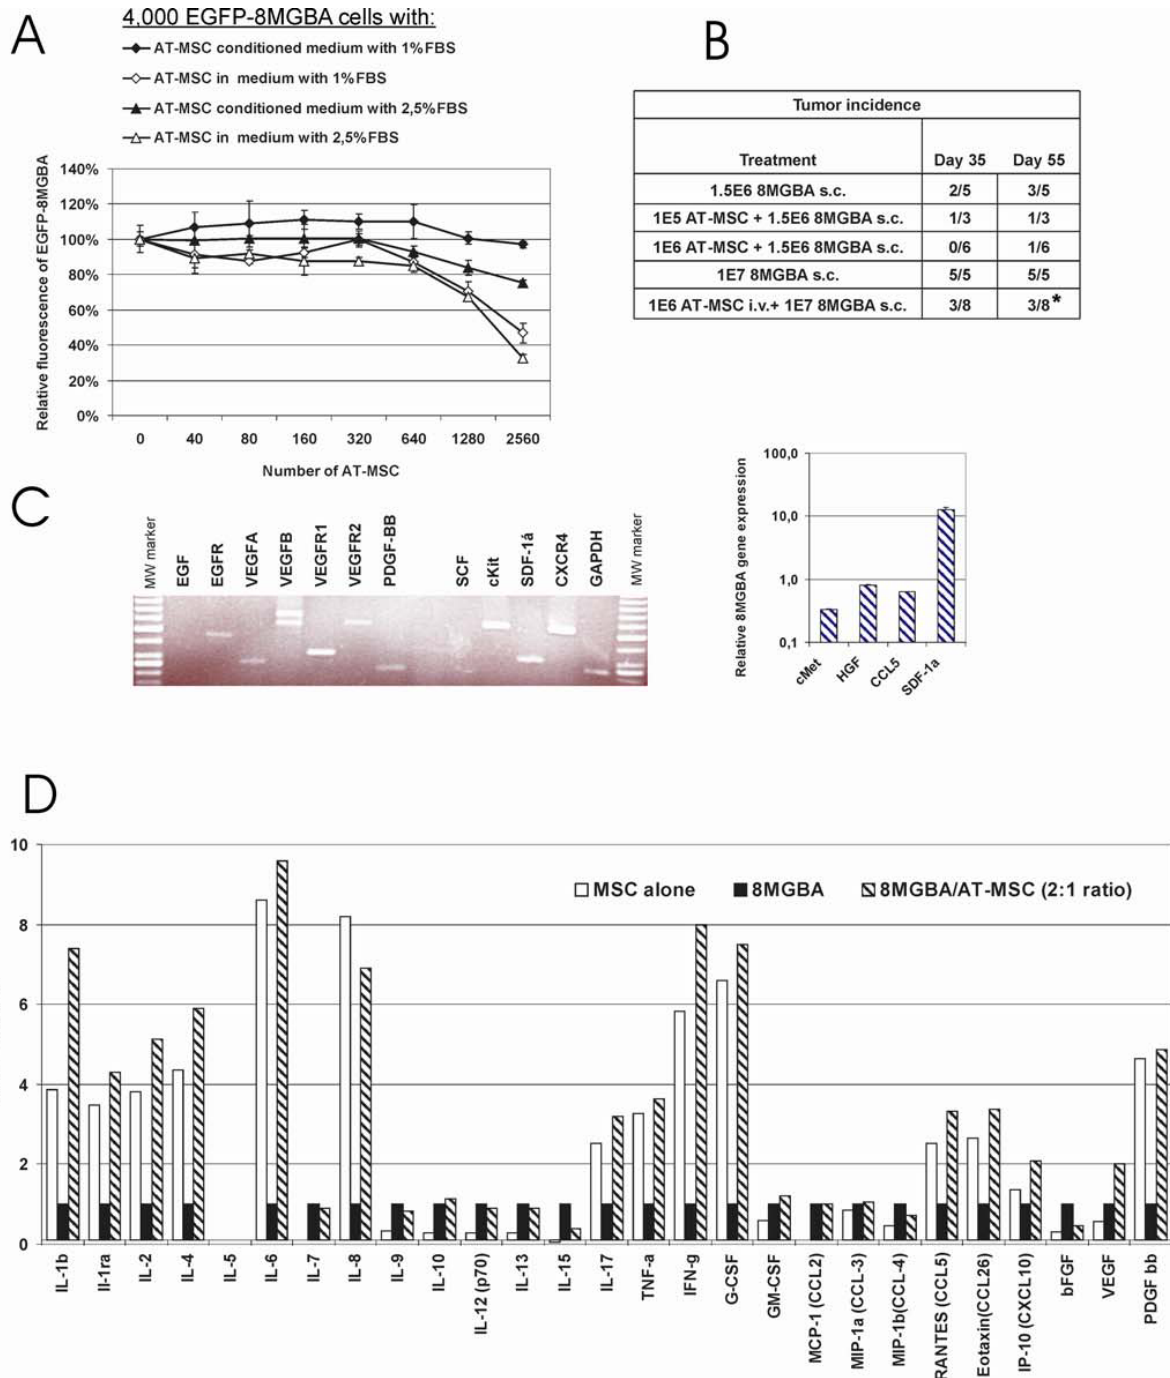 A
4.000 EGFP-8MGBA cells with:
AT-MSC conditioned medium with 1%FBS
AT-MSC in medium with 1%FBS
AT-MSC conditioned medium with 2,5%FBS
AT-MSC in medium with 2,5%FBS
Relative fluorescence of EGFP-8MGBA
140%
120%
100%
80%
60%
40%
20%
0%
0 40 80 160 320 640 1280 2560
Number of AT-MSC
B
Tumor incidence
Treatment Day 35 Day 55
1.5E6 8MGBA s.c. 2/5 3/5
1E5 AT-MSC + 1.5E6 8MGBA s.c. 1/3 1/3
1E6 AT-MSC + 1.5E6 8MGBA s.c. 0/6 1/6
1E7 8MGBA s.c. 5/5 5/5
1E6 AT-MSC i.v.+ 1E7 8MGBA s.c. 3/8 3/8*
C
MW marker
EGF
EGFR
VEGFA
VEGFB
VEGFR1
VEGFR2
PDGF-BB
SCF
cKit
SDF-1á
CXCR4
GAPDH
MW marker
Relative 8MGBA gene expression
100,0
10,0
1,0
0,1
cMet
HGF
CCL5
SDF-1a
D
10
8
6
4
2
0
MSC alone 8MGBA 8MGBA/AT-MSC (2:1 ratio)
IL-1b
Il-1ra
IL-2
IL-4
IL-5
IL-6
IL-7
IL-8
IL-9
IL-10
IL-12 (p70)
IL-13
IL-15
IL-17
TNF-a
IFN-g
G-CSF
GM-CSF
MCP-1 (CCL2)
MIP-1a (CCL-3)
MIP-1b(CCL-4)
RANTES (CCL5)
Eotaxin(CCL26)
IP-10 (CXCL10)
bFGF
VEGF
PDGF bb